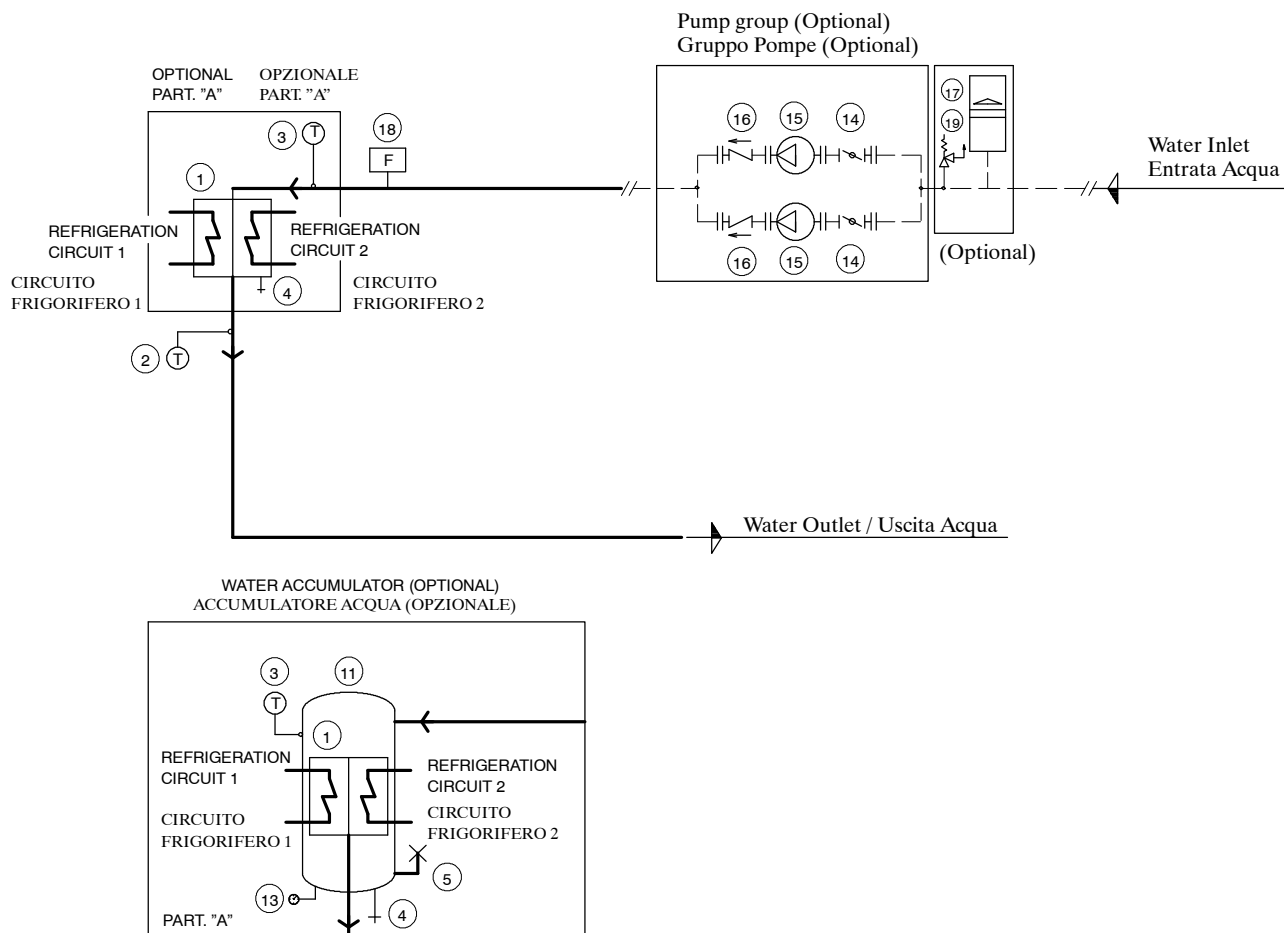 Pump group (Optional)
Gruppo Pompe (Optional)
OPTIONAL
PART. ”A”
OPZIONALE
PART. ”A”
3
T
18
F
1
REFRIGERATION
CIRCUIT 1
REFRIGERATION
CIRCUIT 2
CIRCUITO
FRIGORIFERO 1
4
CIRCUITO
FRIGORIFERO 2
2
T
16
15
14
16
15
14
17
19
(Optional)
Water Inlet
Entrata Acqua
Water Outlet / Uscita Acqua
WATER ACCUMULATOR (OPTIONAL)
ACCUMULATORE ACQUA (OPZIONALE)
3
T
11
1
REFRIGERATION
CIRCUIT 1
REFRIGERATION
CIRCUIT 2
CIRCUITO
FRIGORIFERO 1
CIRCUITO
FRIGORIFERO 2
5
13
4
PART. ”A”